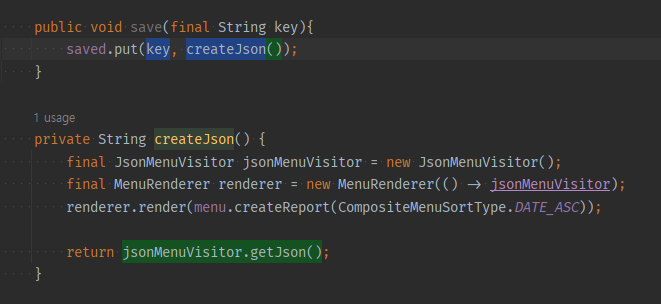 public void save(final String key){
saved.put(key, createJson());
}
1 usage
private String createJson() {
final JsonMenuVisitor jsonMenuVisitor = new JsonMenuVisitor();
final MenuRenderer renderer = new MenuRenderer(() -> jsonMenuVisitor);
renderer.render(menu.createReport(CompositeMenuSortType.DATE_ASC));
return jsonMenuVisitor.getJson();
}